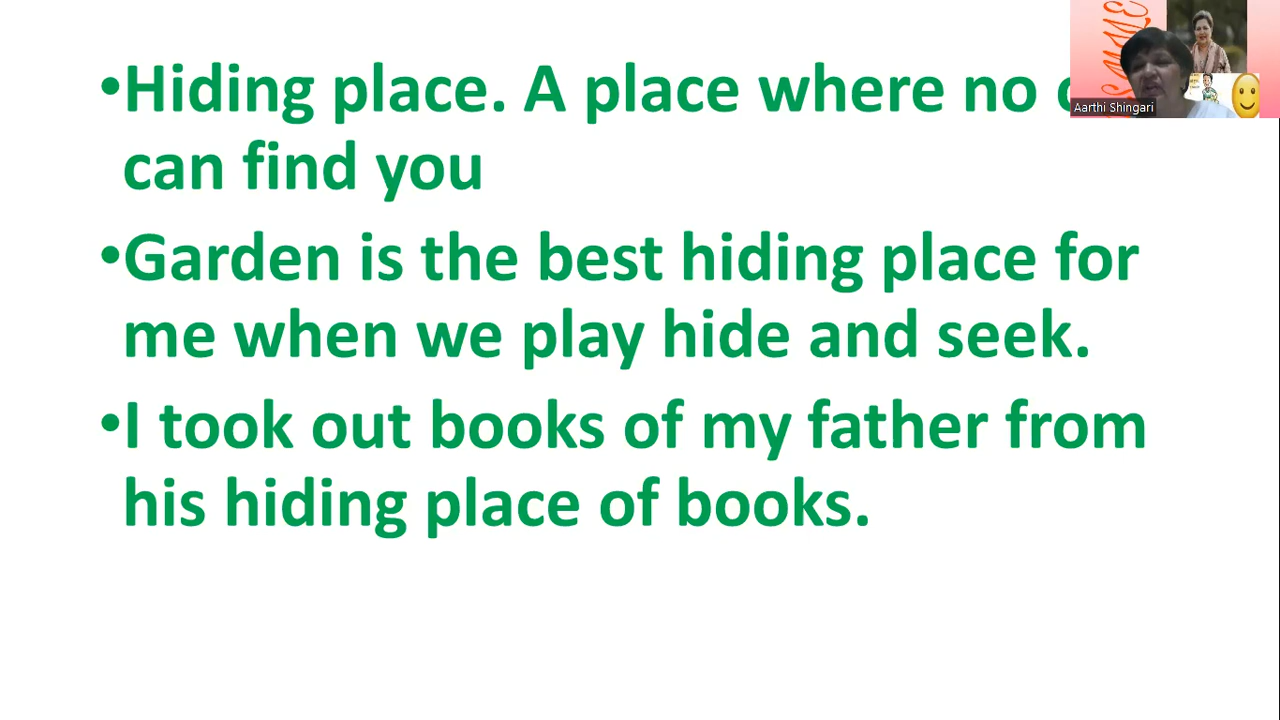 •Hiding place. A place where no
can find you
•Garden is the best hiding place for
me when we play hide and seek.
•I took out books of my father from
his hiding place of books.
Aarthi Shingari